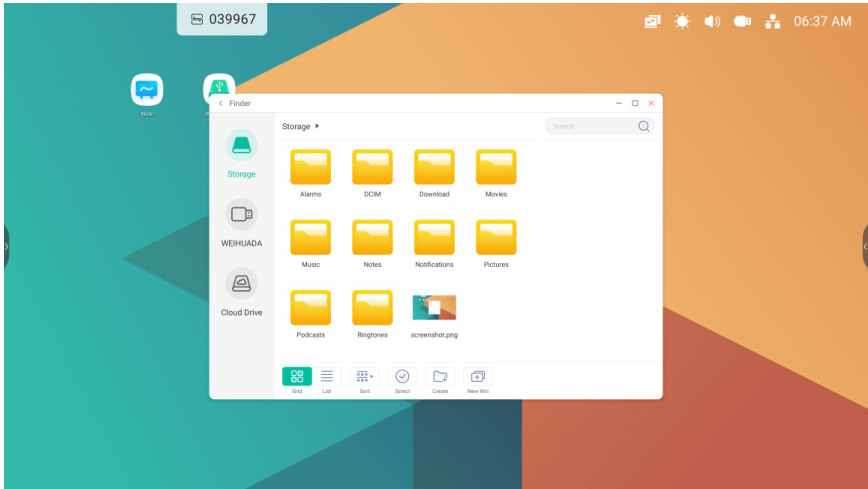 039967
06:37 AM
Note
Finder
Storage
Search
Storage
WEIHUADA
Cloud Drive
Alarms
DCIM
Download
Movies
Music
Notes
Notifications
Pictures
Podcasts
Ringtones
screenshot.png
Grid
List
Sort
Select
Create
New Win